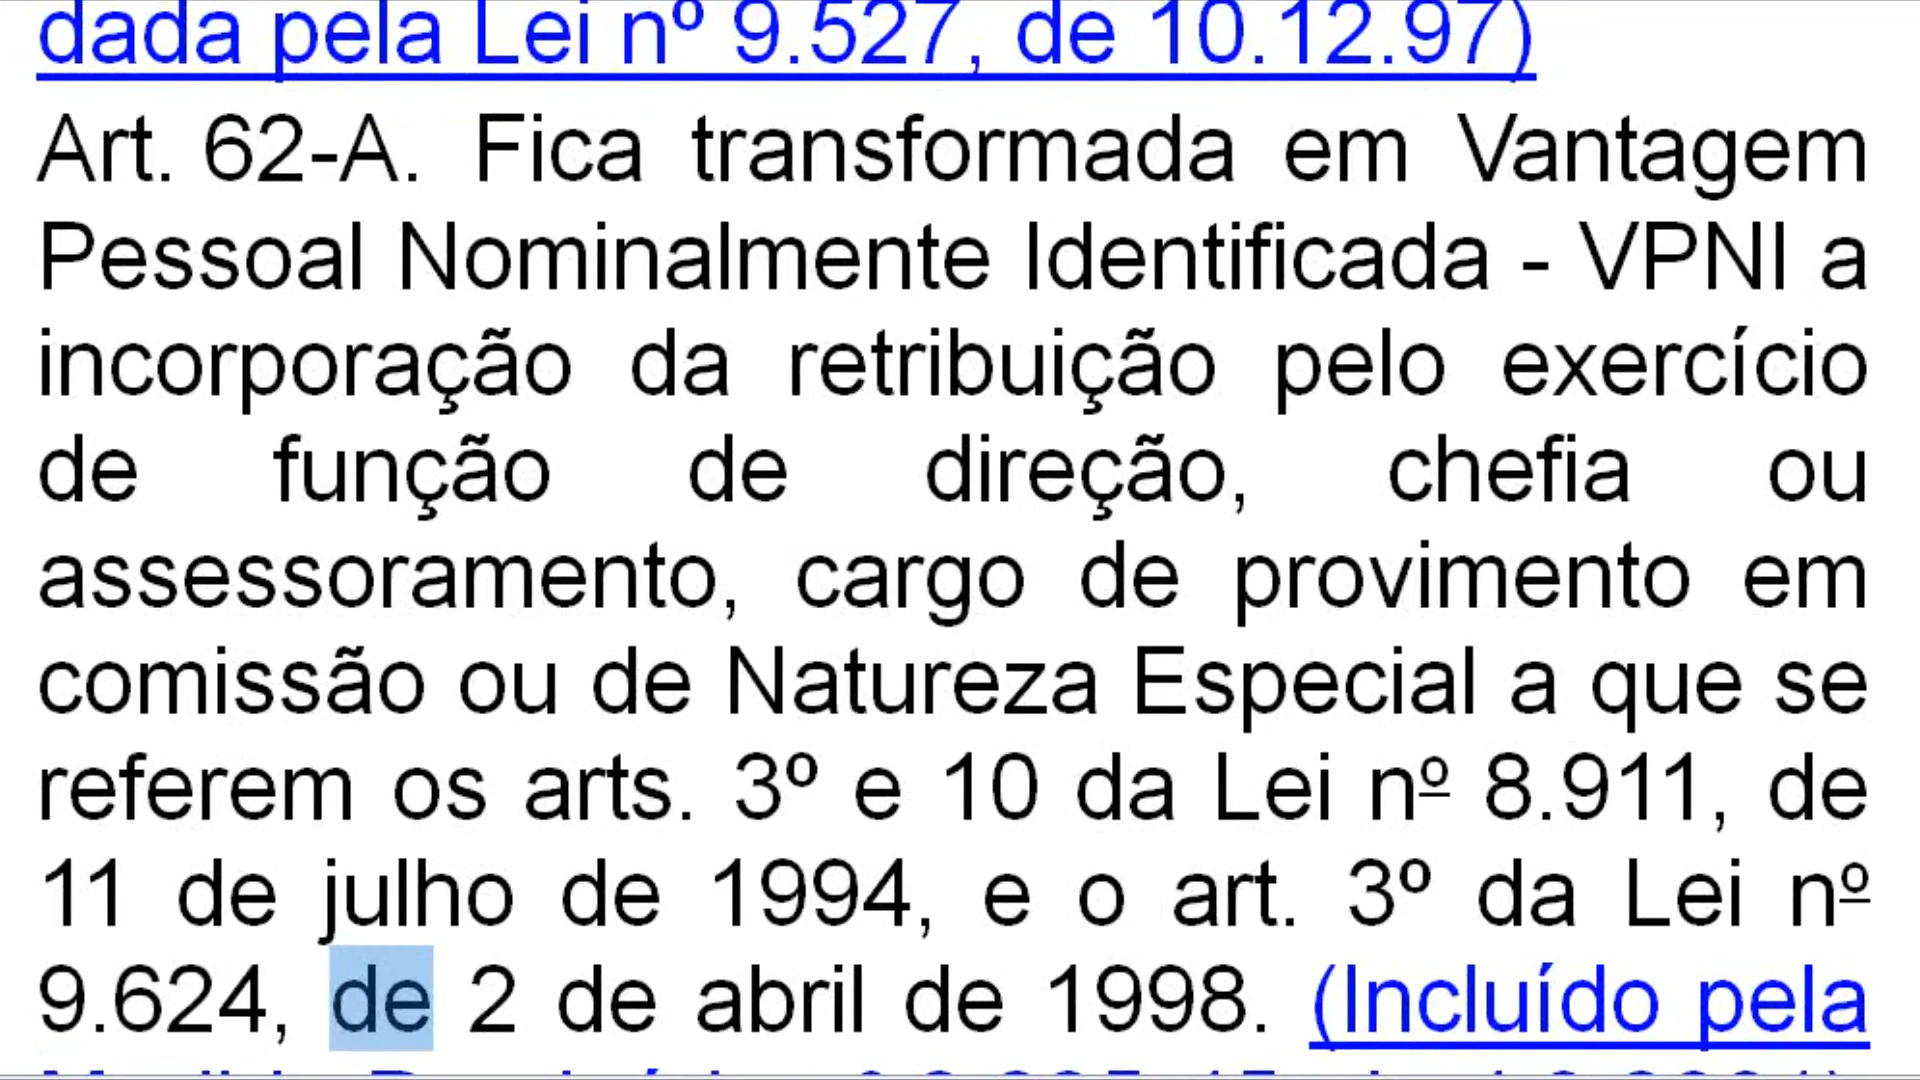 dada pela Lei nº 9.527, de 10.12.97)
Art. 62-A. Fica transformada em Vantagem
Pessoal Nominalmente Identificada - VPNI a
incorporação da retribuição pelo exercício
de função de direção, chefia ou
assessoramento, cargo de provimento em
comissão ou de Natureza Especial a que se
referem os arts. 3º e 10 da Lei nº 8.911, de
11 de julho de 1994, e o art. 3º da Lei nº
9.624, de 2 de abril de 1998. (Incluído pela